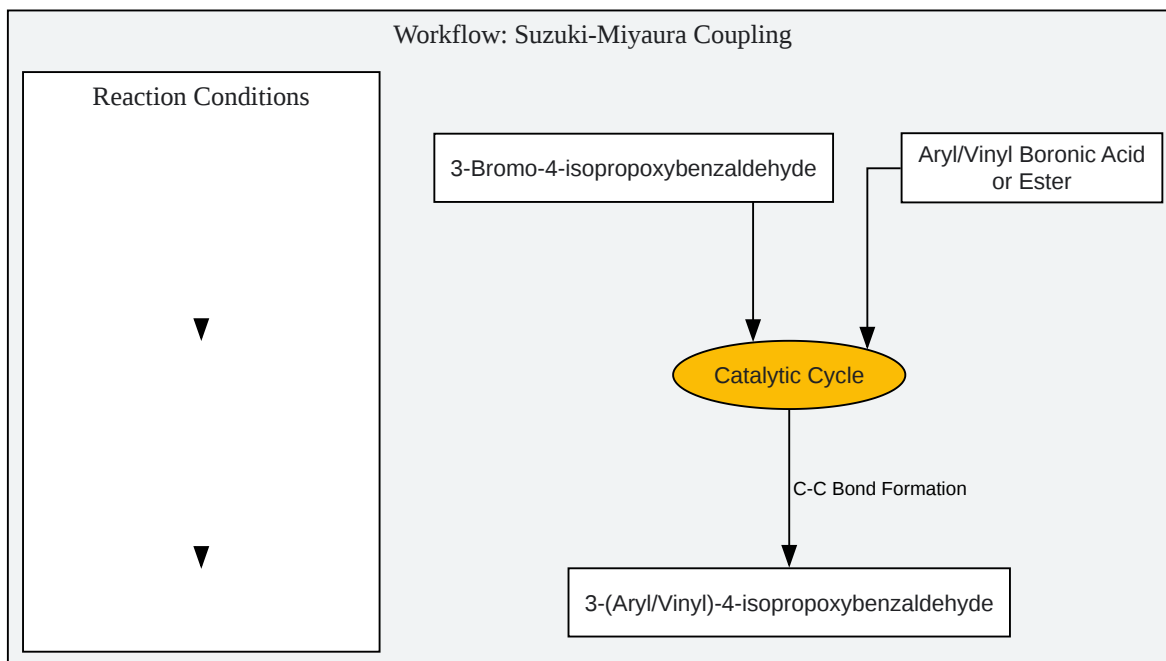 Workflow: Suzuki-Miyaura Coupling
Reaction Conditions
3-Bromo-4-isopropoxybenzaldehyde
Aryl/Vinyl Boronic Acid
or Ester
Catalytic Cycle
C-C Bond Formation
3-(Aryl/Vinyl)-4-isopropoxybenzaldehyde